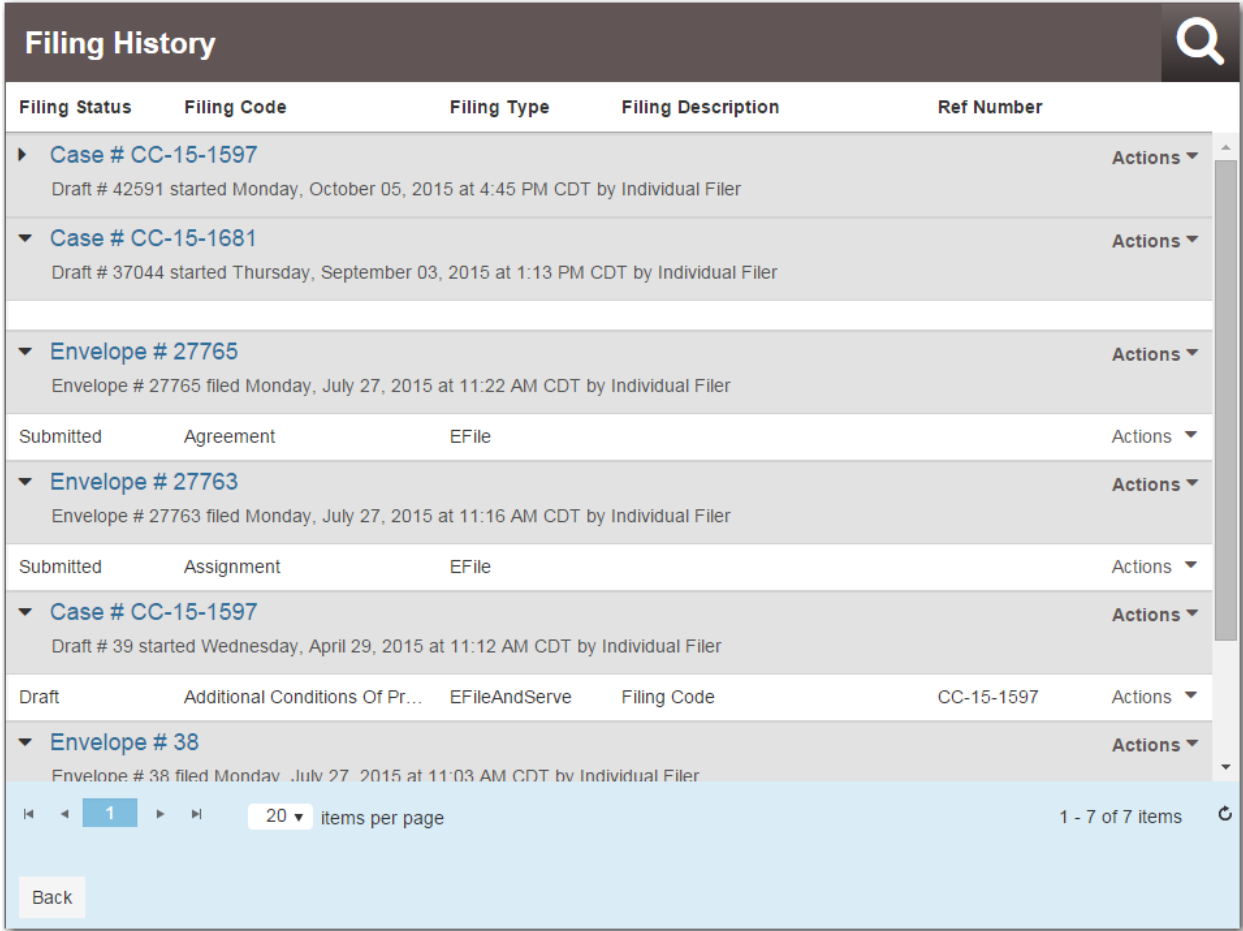 Filing History
Filing Status Filing Code Filing Type Filing Description Ref Number
Case # CC-15-1597 Actions
Draft # 42591 started Monday, October 05, 2015 at 4:45 PM CDT by Individual Filer
Case # CC-15-1681 Actions
Draft # 37044 started Thursday, September 03, 2015 at 1:13 PM CDT by Individual Filer
Envelope # 27765 Actions
Envelope # 27765 filed Monday, July 27, 2015 at 11:22 AM CDT by Individual Filer
Submitted Agreement EFile Actions
Envelope # 27763 Actions
Envelope # 27763 filed Monday, July 27, 2015 at 11:16 AM CDT by Individual Filer
Submitted Assignment EFile Actions
Case # CC-15-1597 Actions
Draft # 39 started Wednesday, April 29, 2015 at 11:12 AM CDT by Individual Filer
Draft Additional Conditions Of Pr... EFileAndServe Filing Code CC-15-1597 Actions
Envelope # 38 Actions
Envelope # 38 filed Monday, July 27, 2015 at 11:03 AM CDT by Individual Filer
1 20 items per page 1 - 7 of 7 items
Back